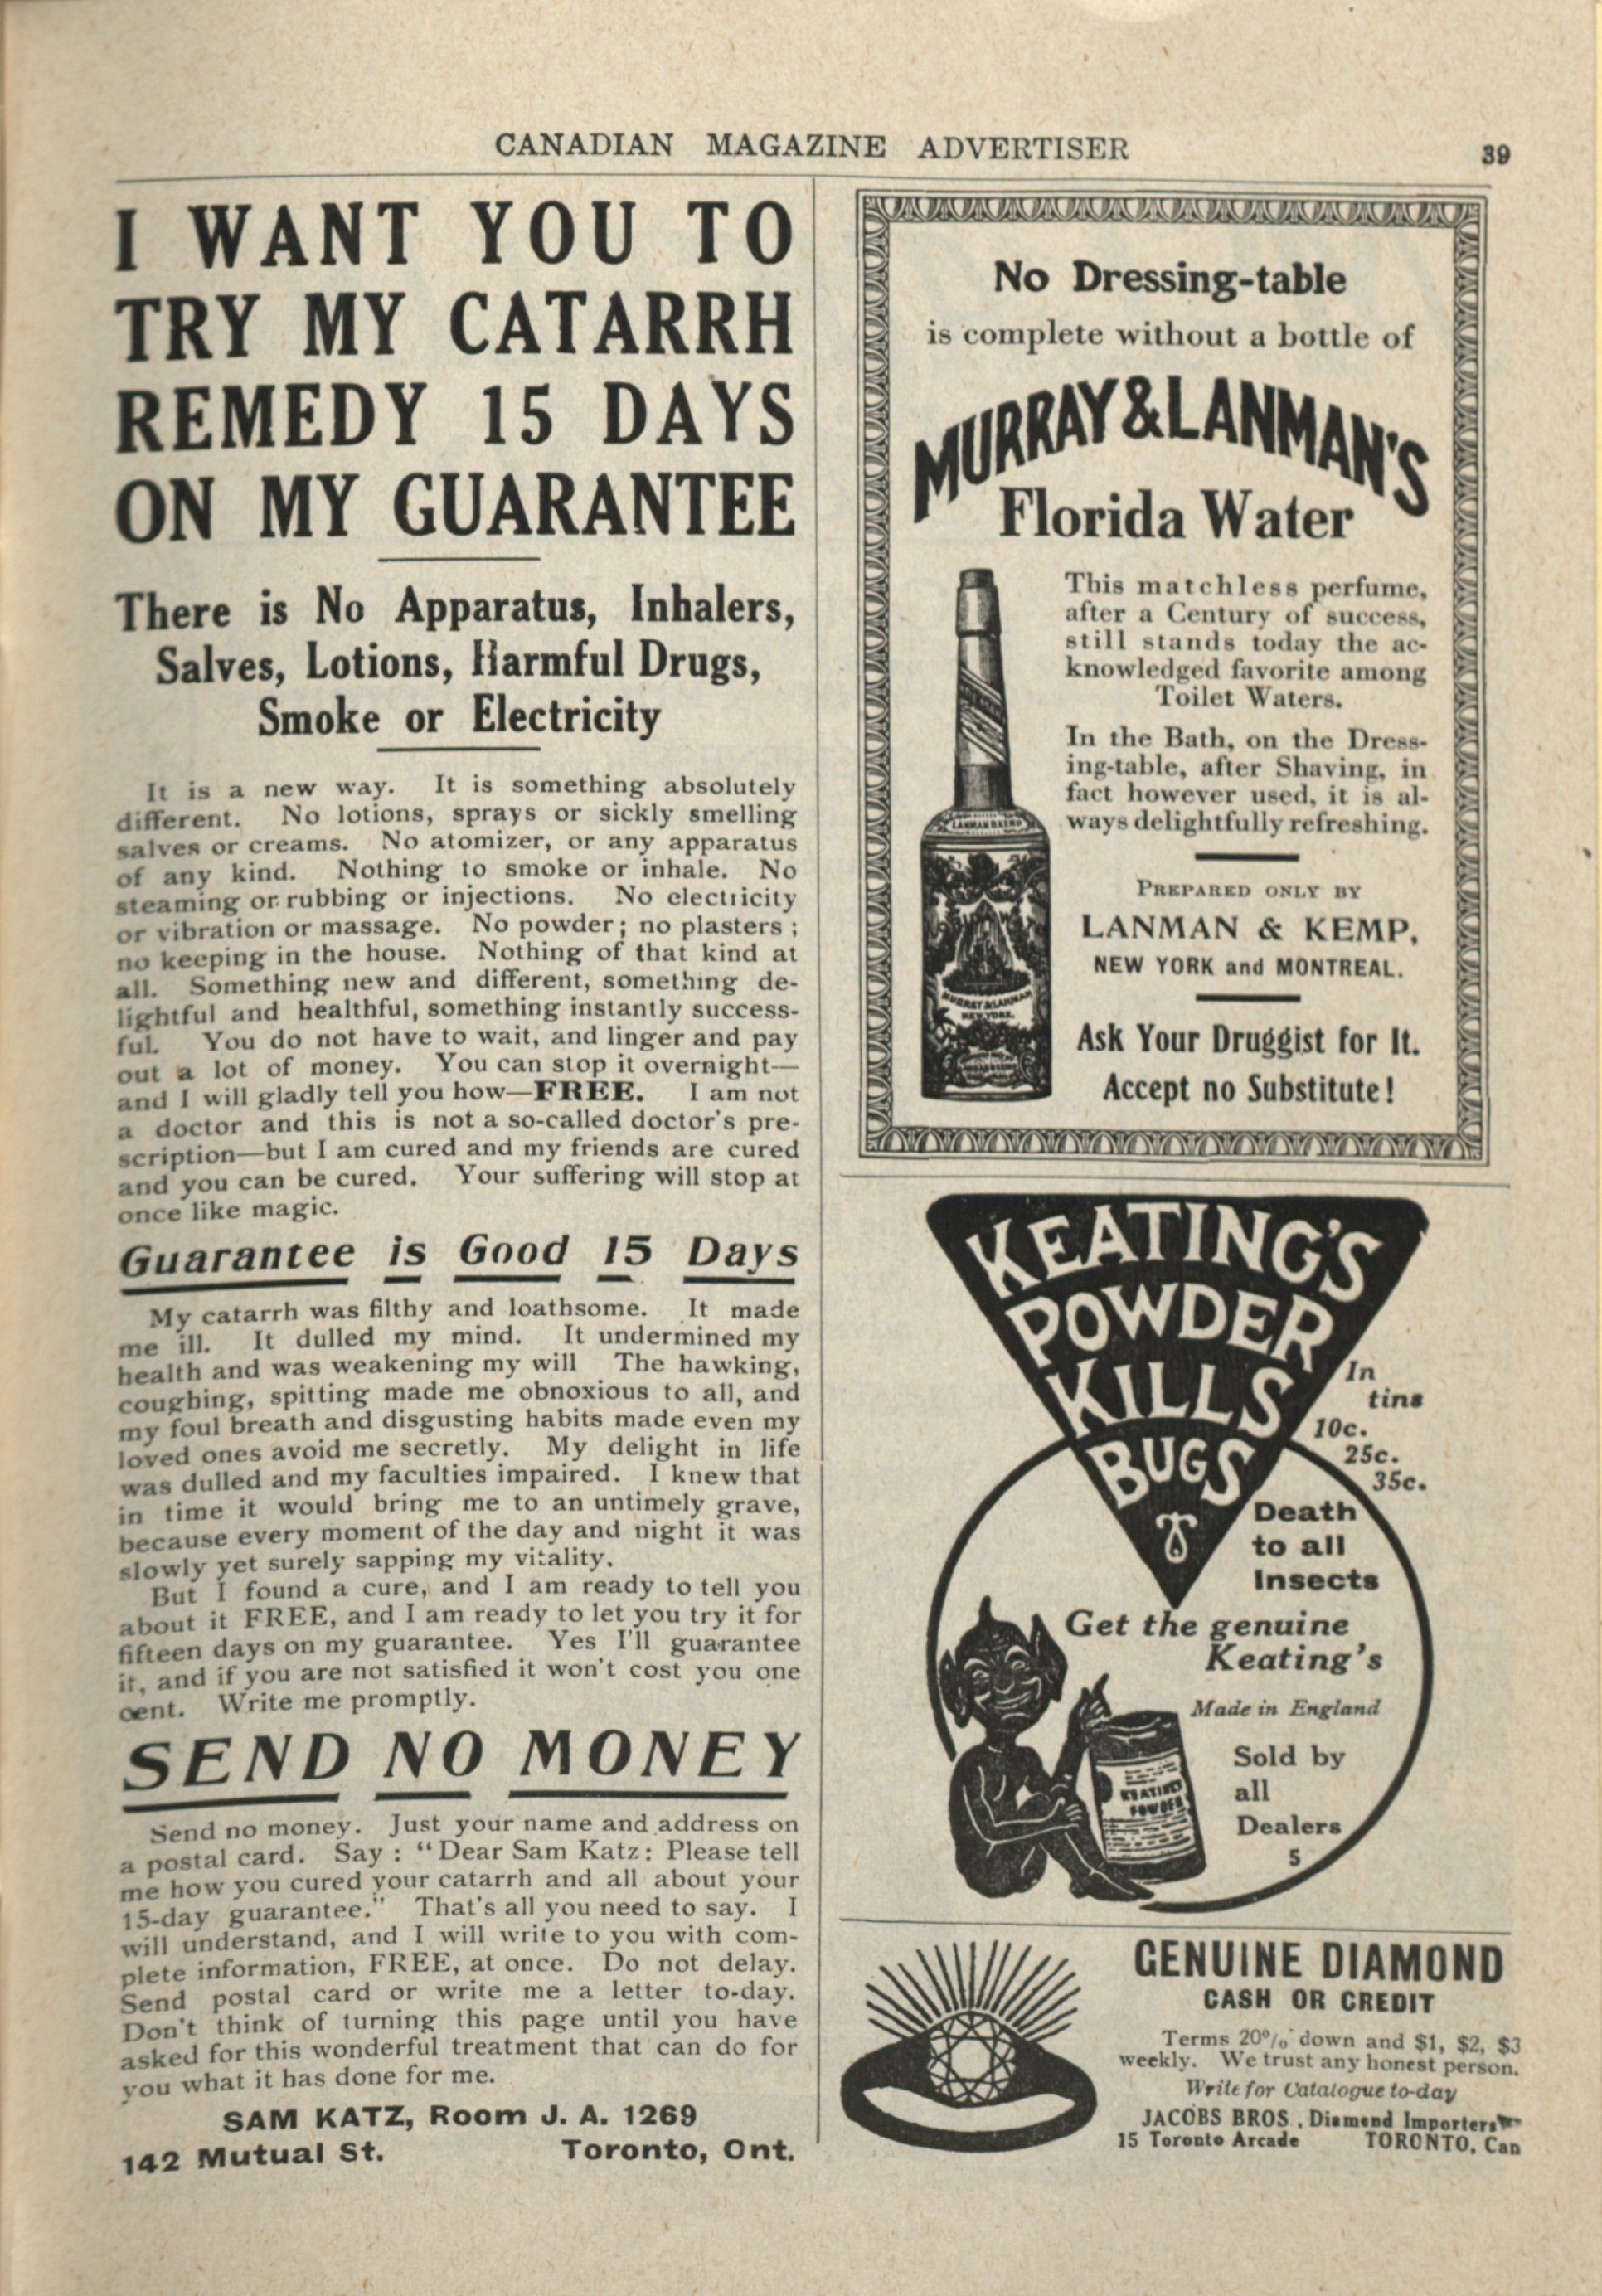 CANADIAN MAGAZINE ADVERTISER
39
I WANT YOU TO
TRY MY CATARRH
REMEDY 15 DAYS
ON MY GUARANTEE
There is No Apparatus, Inhalers,
Salves, Lotions, Harmful Drugs,
Smoke or Electricity
It is a new way. It is something absolutely
different. No lotions, sprays or sickly smelling
salves or creams. No atomizer, or any apparatus
of any kind. Nothing to smoke or inhale. No
steaming or rubbing or injections. No electricity
or vibration or massage. No powder; no plasters;
no keeping in the house. Nothing of that kind at
all. Something new and different, something de-
lightful and healthful, something instantly success-
ful. You do not have to wait, and linger and pay
out a lot of money. You can stop it overnight—
and I will gladly tell you how—FREE. I am not
a doctor and this is not a so-called doctor's pre-
scription—but I am cured and my friends are cured
and you can be cured. Your suffering will stop at
once like magic.
Guarantee is Good 15 Days
My catarrh was filthy and loathsome. It made
me ill. It dulled my mind. It undermined my
health and was weakening my will The hawking,
coughing, spitting made me obnoxious to all, and
my foul breath and disgusting habits made even my
loved ones avoid me secretly. My delight in life
was dulled and my faculties impaired. I knew that
in time it would bring me to an untimely grave,
because every moment of the day and night it was
slowly yet surely sapping my vitality.
But I found a cure, and I am ready to tell you
about it FREE, and I am ready to let you try it for
fifteen days on my guarantee. Yes I'll guarantee
it, and if you are not satisfied it won't cost you one
cent. Write me promptly.
SEND NO MONEY
Send no money. Just your name and address on
a postal card. Say: "Dear Sam Katz: Please tell
me how you cured your catarrh and all about your
15-day guarantee." That's all you need to say. I
will understand, and I will write to you with com-
plete information, FREE, at once. Do not delay.
Send postal card or write me a letter to-day.
Don't think of turning this page until you have
asked for this wonderful treatment that can do for
you what it has done for me.
SAM KATZ, Room J. A. 1269
142 Mutual St. Toronto, Ont.
No Dressing-table
is complete without a bottle of
MURRAY & LANMAN'S
Florida Water
This matchless perfume,
after a Century of success,
still stands today the ac-
knowledged favorite among
Toilet Waters.
In the Bath, on the Dress-
ing-table, after Shaving, in
fact however used, it is al-
ways delightfully refreshing.
PREPARED ONLY BY
LANMAN & KEMP,
NEW YORK and MONTREAL.
Ask Your Druggist for It.
Accept no Substitute!
MURRAY & LANMAN
NEW YORK.
KEATING'S
POWDER
KILLS
BUGS
In
tins
10c.
25c.
35c.
Death
to all
Insects
Get the genuine
Keating's
Made in England
Sold by
all
Dealers
5
KEATING'S
POWDER
GENUINE DIAMOND
CASH OR CREDIT
Terms 20% down and $1, $2, $3
weekly. We trust any honest person.
Write for Catalogue to-day
JACOBS BROS., Diamond Importers
15 Toronto Arcade TORONTO, Can